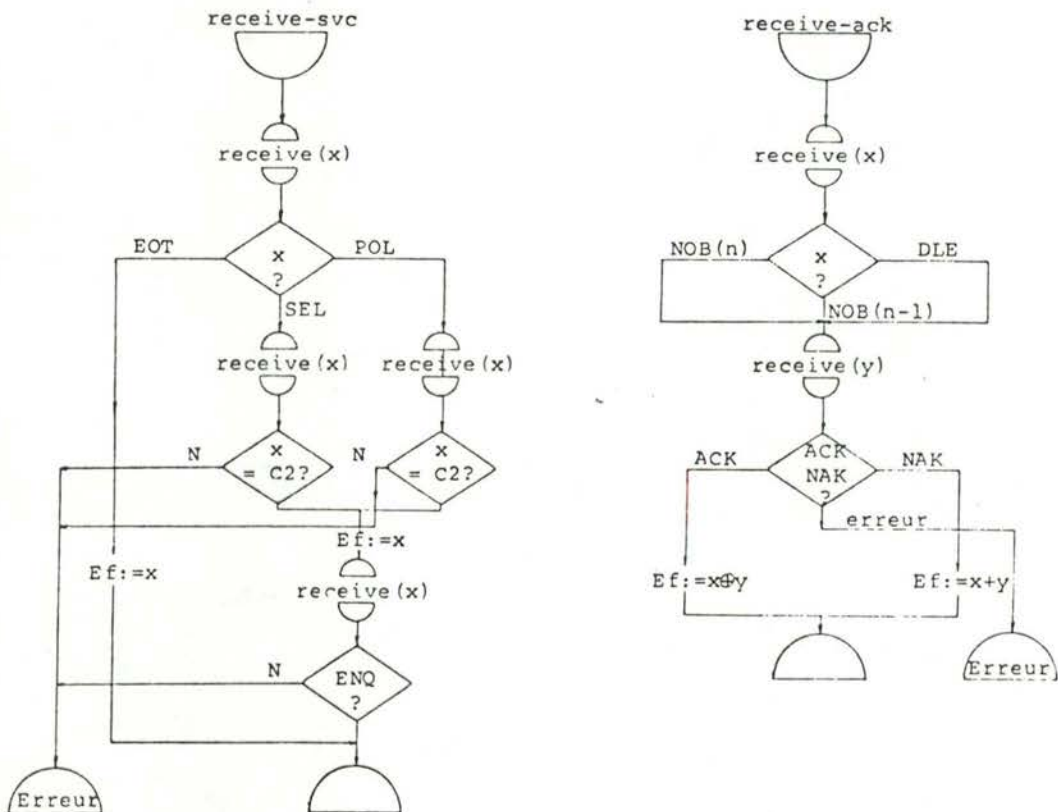 receive-svc
receive(x)
EOT
x
?
POL
SEL
receive(x)
receive(x)
N
x
= C2?
N
x
= C2?
Ef:=x
Ef:=x
receive(x)
N
ENQ
?
Erreur
receive-ack
receive(x)
NOB(n)
x
?
DLE
NOB(n-1)
receive(y)
ACK
ACK
NAK
?
NAK
erreur
Ef:=x⊕y
Ef:=x+y
Erreur